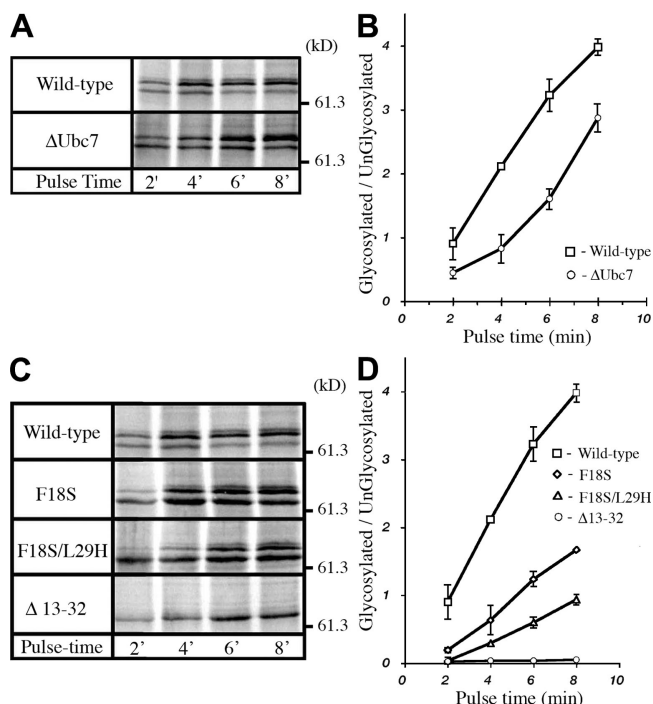 A
(kD)
Wild-type
61.3
ΔUbc7
61.3
Pulse Time 2' 4' 6' 8'
B
Glycosylated / UnGlycosylated
4
3
2
1
0
0 2 4 6 8 10
Pulse time (min)
- Wild-type
- ΔUbc7
C
(kD)
Wild-type
61.3
F18S
61.3
F18S/L29H
61.3
Δ 13-32
61.3
Pulse-time 2' 4' 6' 8'
D
Glycosylated / UnGlycosylated
4
3
2
1
0
0 2 4 6 8 10
Pulse time (min)
- Wild-type
- F18S
- F18S/L29H
- Δ13-32